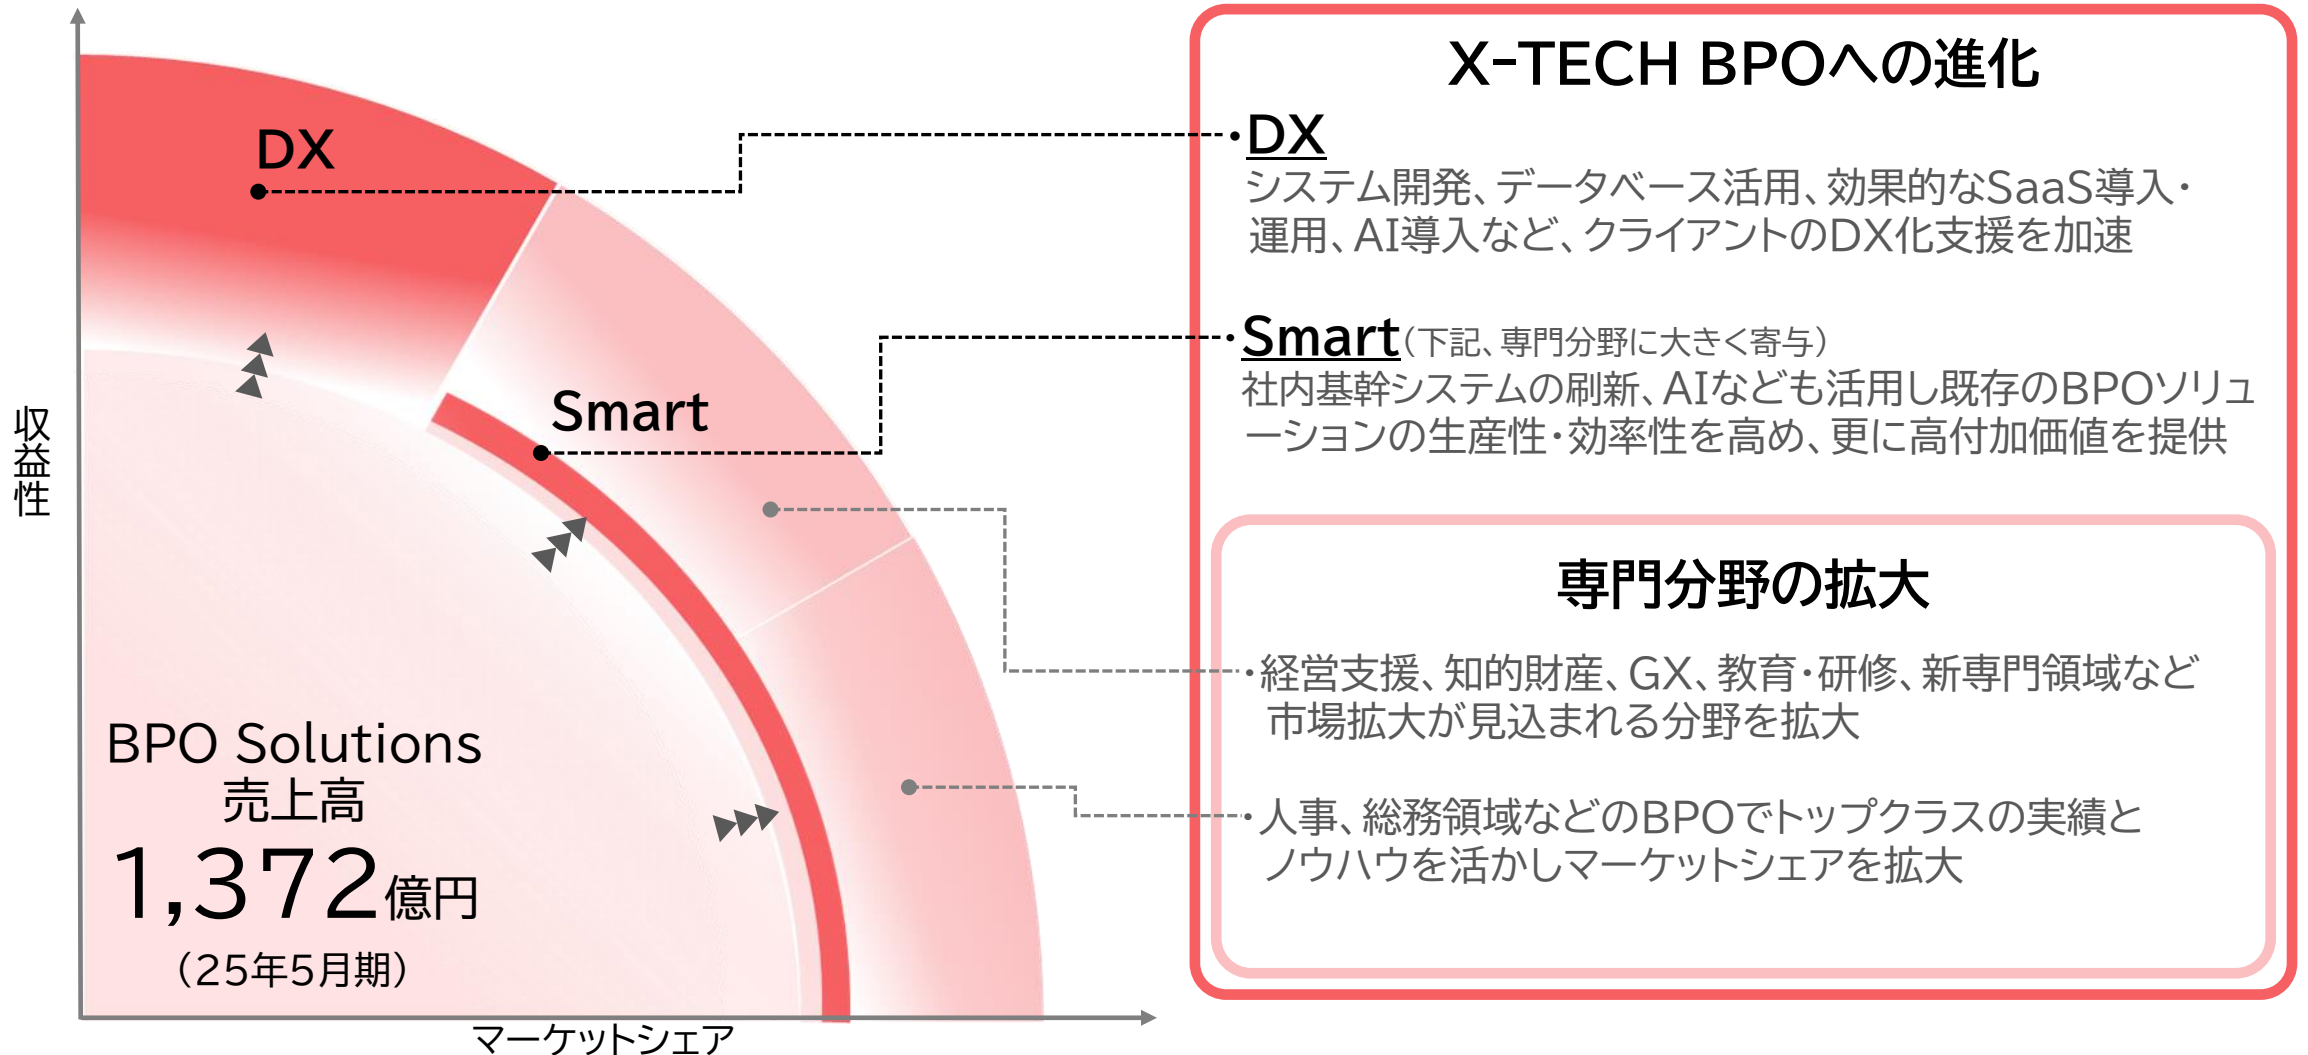 収益性
DX
Smart
BPO Solutions
売上高
1,372億円
（25年5月期）
マーケットシェア
X-TECH BPOへの進化
・DX
システム開発、データベース活用、効果的なSaaS導入・
運用、AI導入など、クライアントのDX化支援を加速
・Smart（下記、専門分野に大きく寄与）
社内基幹システムの刷新、AIなども活用し既存のBPOソリュ
ーションの生産性・効率性を高め、更に高付加価値を提供
専門分野の拡大
・経営支援、知的財産、GX、教育・研修、新専門領域など
市場拡大が見込まれる分野を拡大
・人事、総務領域などのBPOでトップクラスの実績と
ノウハウを活かしマーケットシェアを拡大